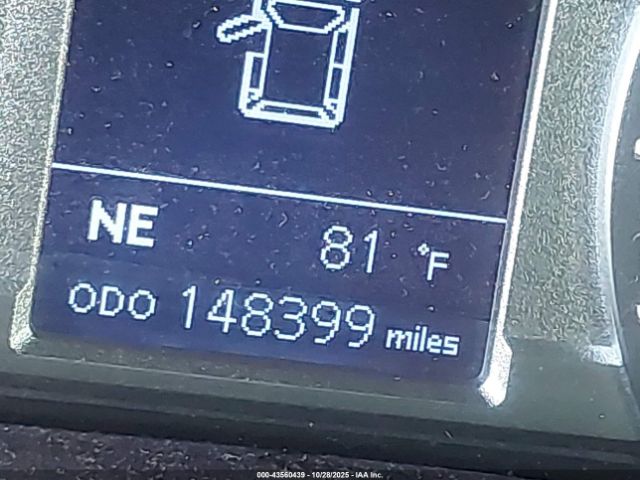 NE 81 °F
ODO 148399 miles
000-43560439 - 10/28/2025 - IAA Inc.